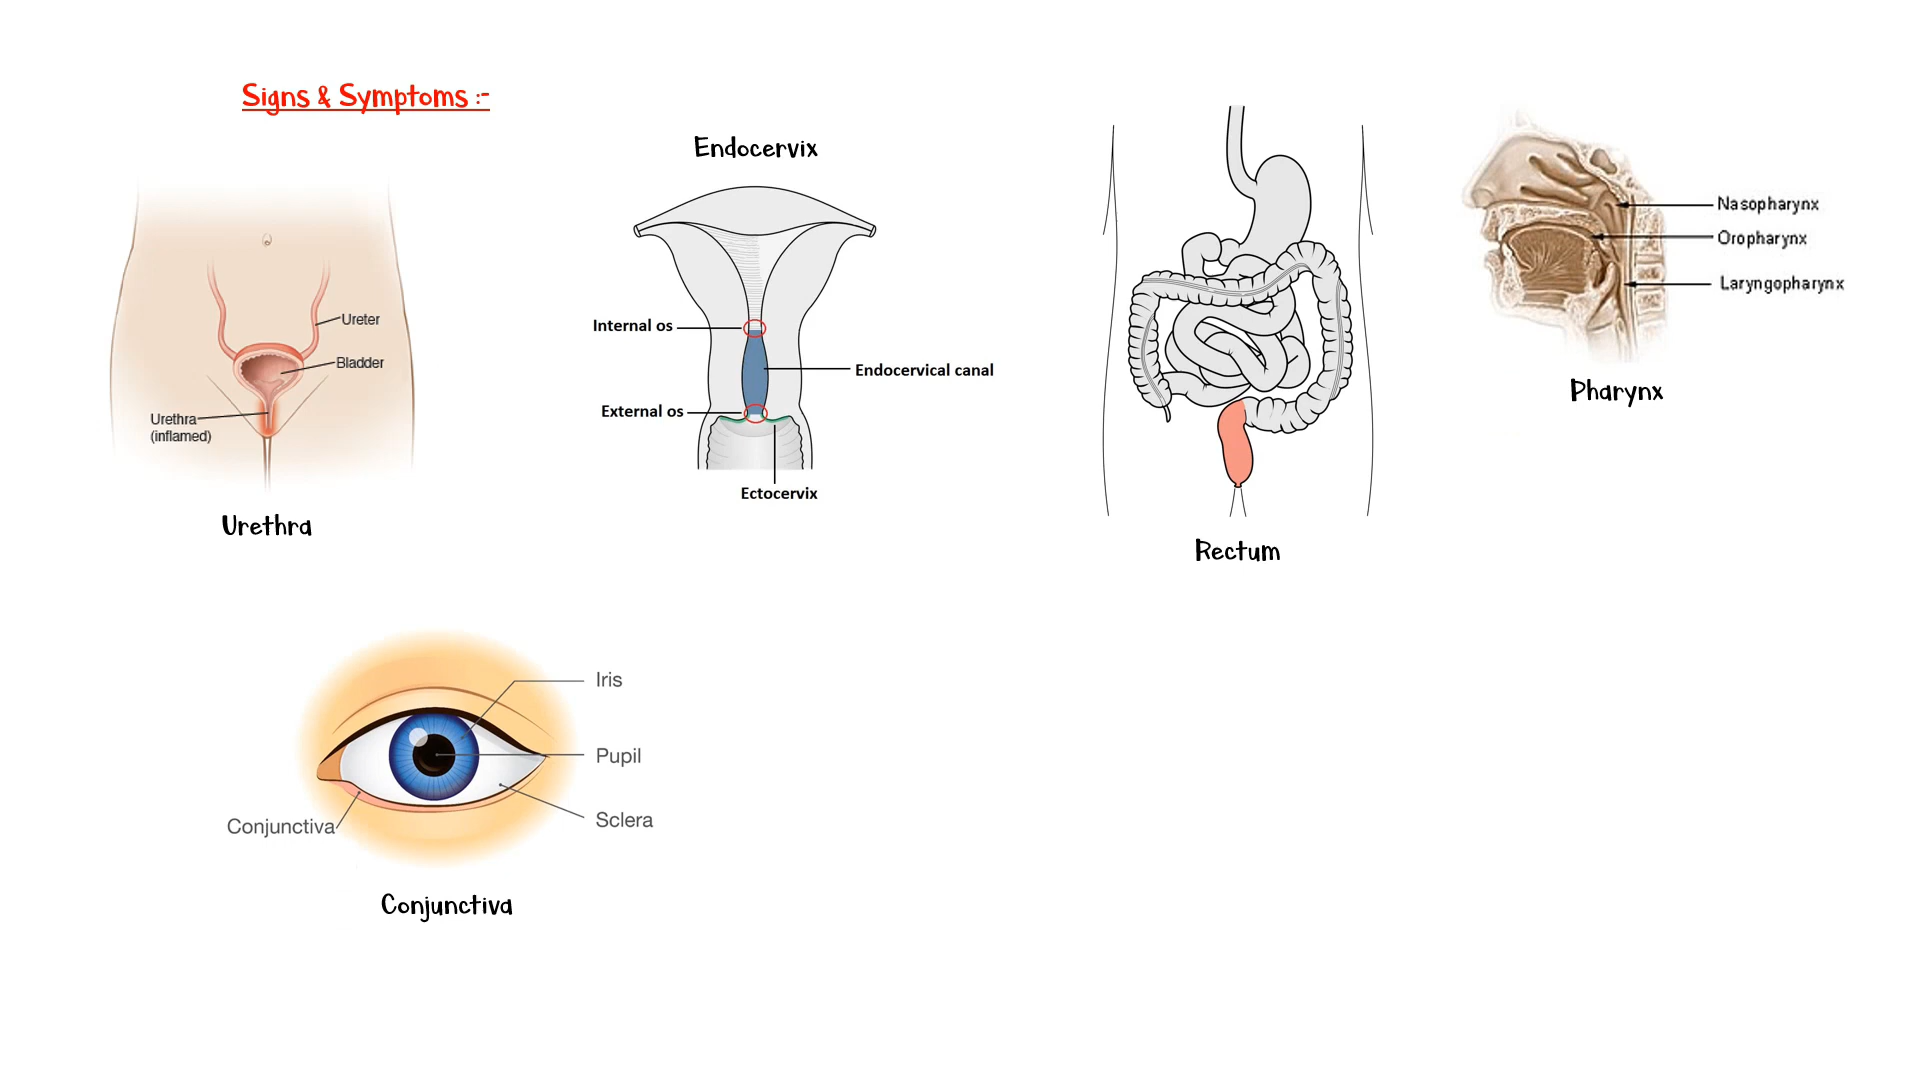 Signs & Symptoms :-
Ureter
Bladder
Urethra
(inflamed)
Urethra
Endocervix
Internal os
Endocervical canal
External os
Ectocervix
Rectum
Nasopharynx
Oropharynx
Laryngopharynx
Pharynx
Iris
Pupil
Sclera
Conjunctiva
Conjunctiva